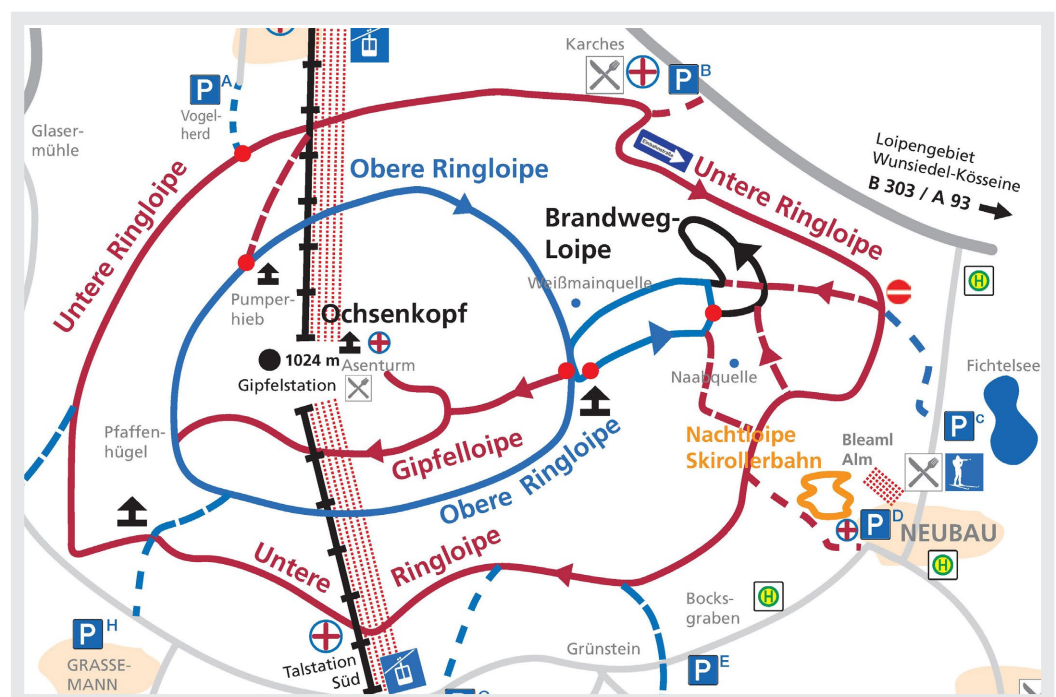 Karches
P B
P A
Vogel-
herd
Glaser-
mühle
Loipengebiet
Wunsiedel-Kösseine
B 303 / A 93
Einbahnstraße
Obere Ringloipe
Untere Ringloipe
Untere Ringloipe
Brandweg-
Loipe
Weißmainquelle
H
Pumper-
hieb
Ochsenkopf
1024 m
Asenturm
Gipfelstation
Naabquelle
Fichtelsee
P C
Pfaffen-
hügel
Gipfelloipe
Obere Ringloipe
Nachtloipe
Skirollerbahn
Bleaml
Alm
P D
NEUBAU
H
Untere Ringloipe
Bocks-
graben
H
P H
GRASSE-
MANN
Talstation
Süd
Grünstein
P E